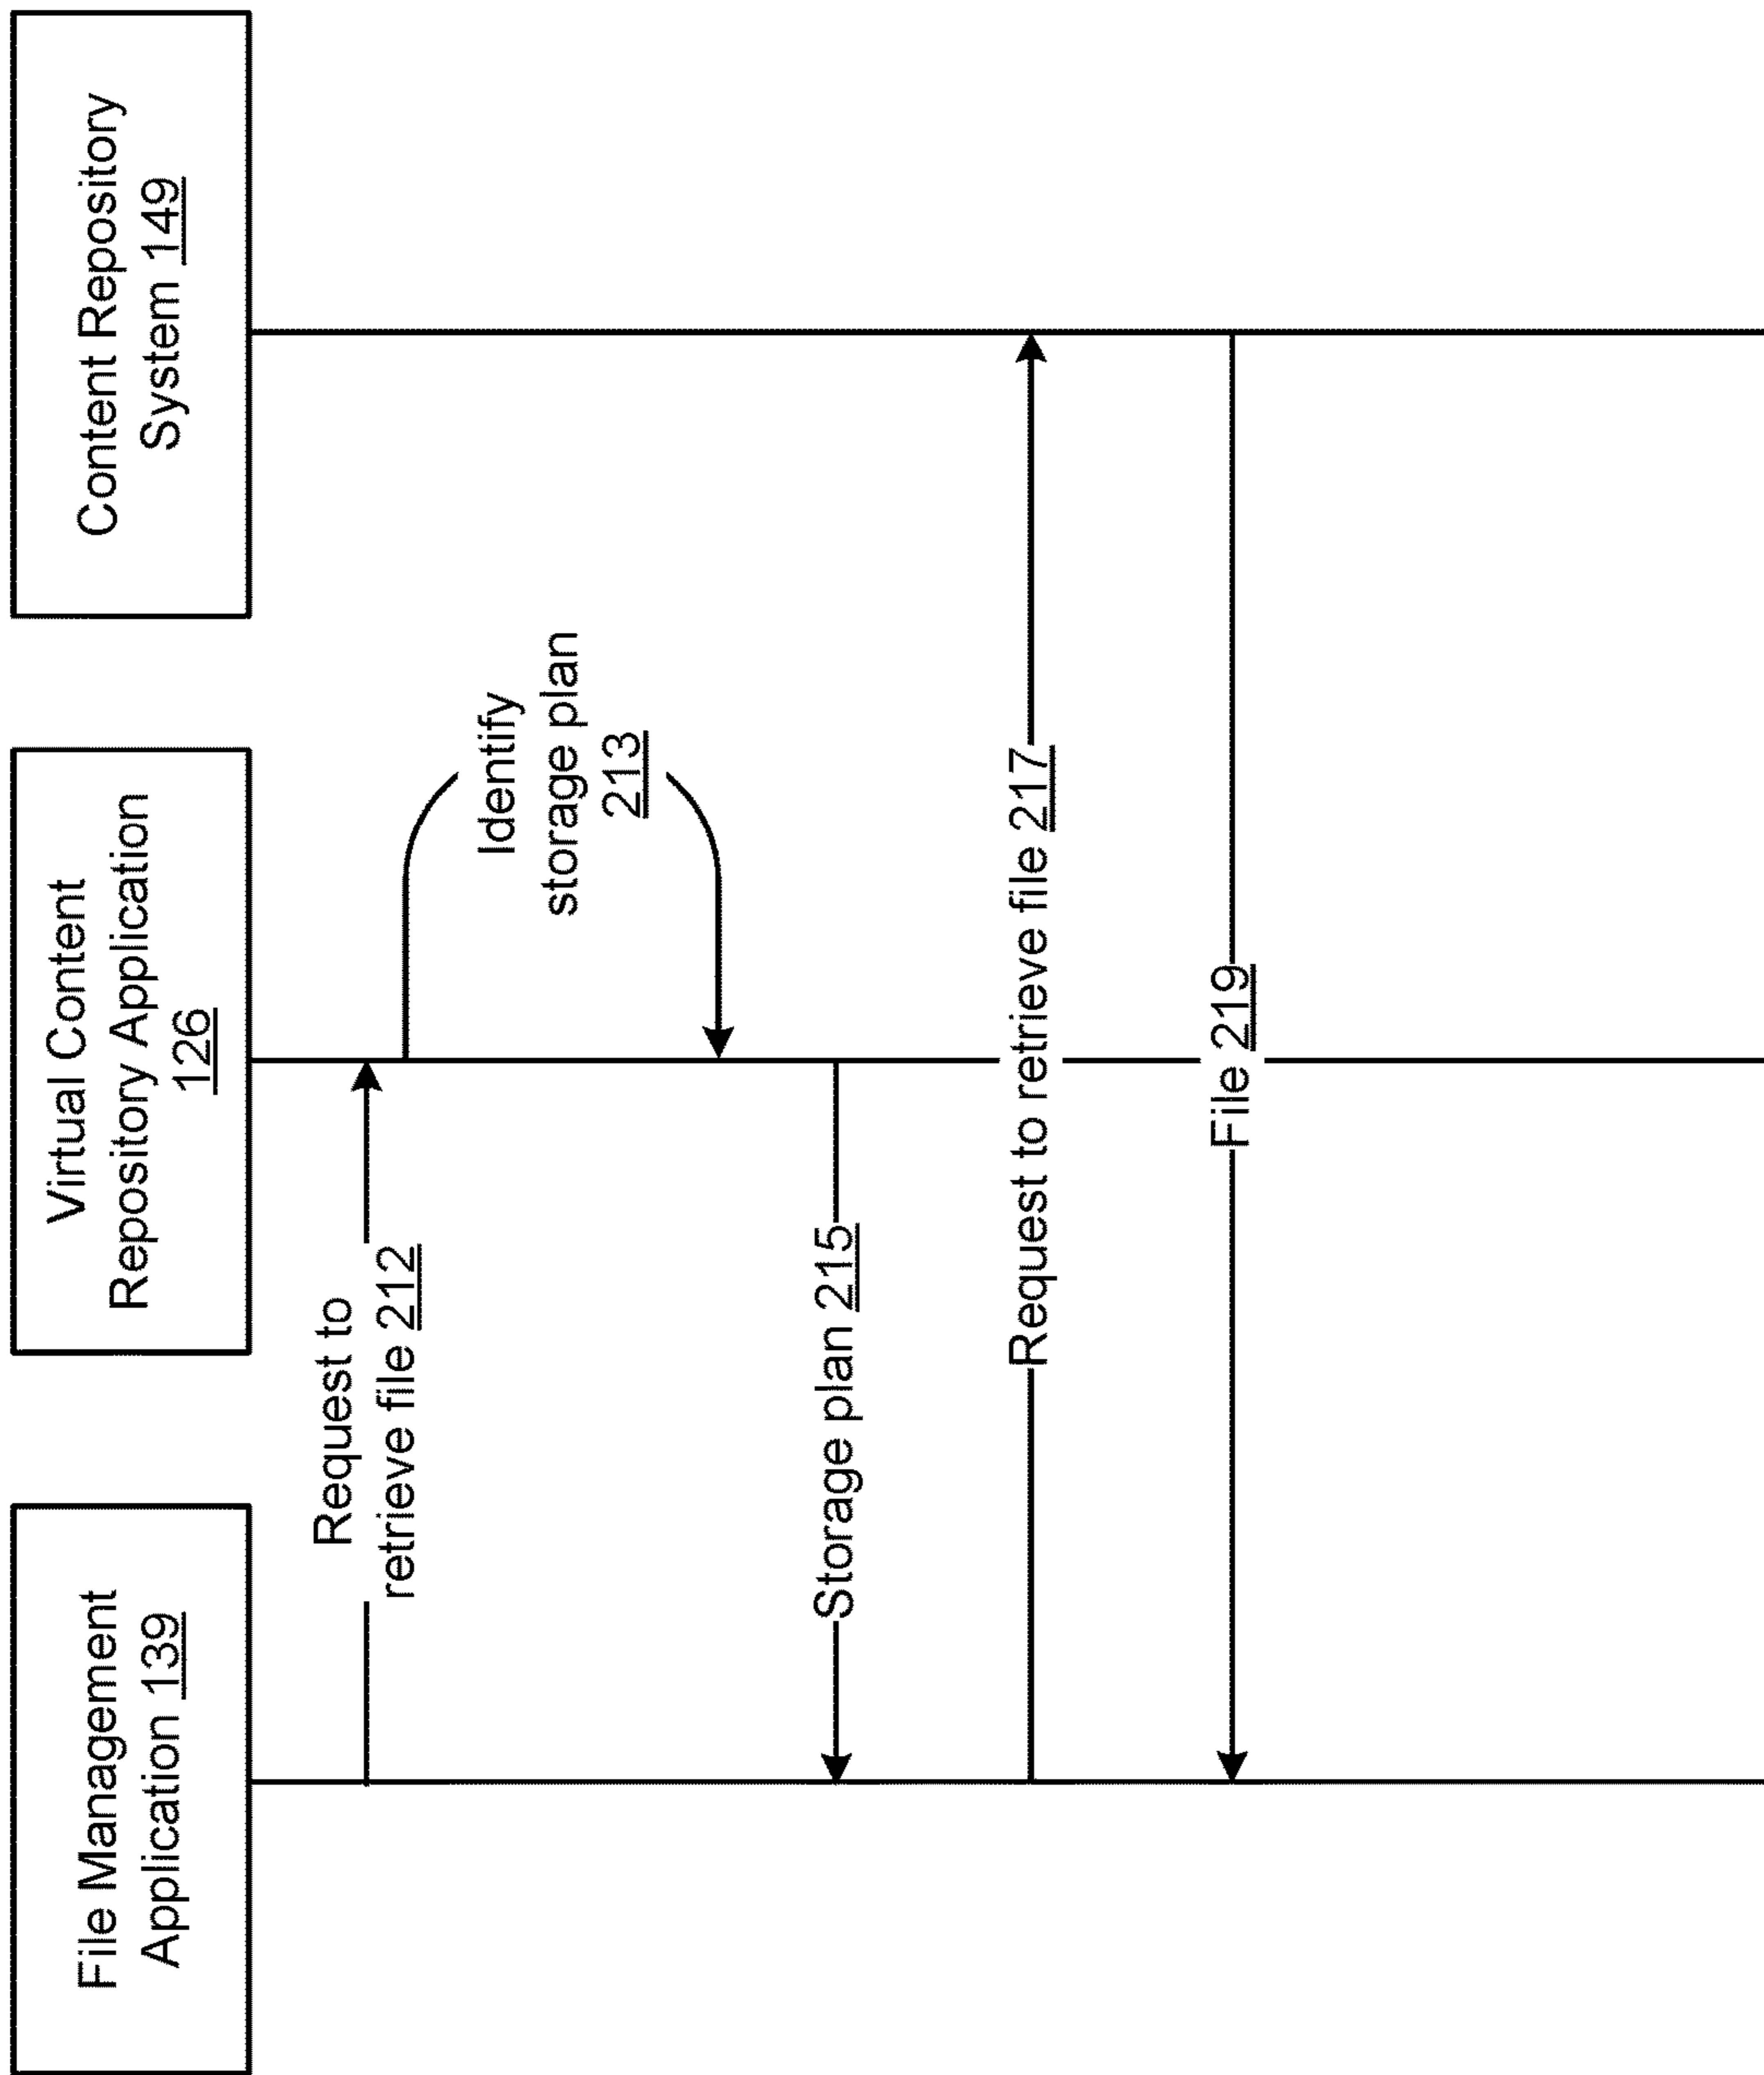 File Management
Application 139
Virtual Content
Repository Application
126
Content Repository
System 149
Request to
retrieve file 212
Identify
storage plan
213
Storage plan 215
Request to retrieve file 217
File 219